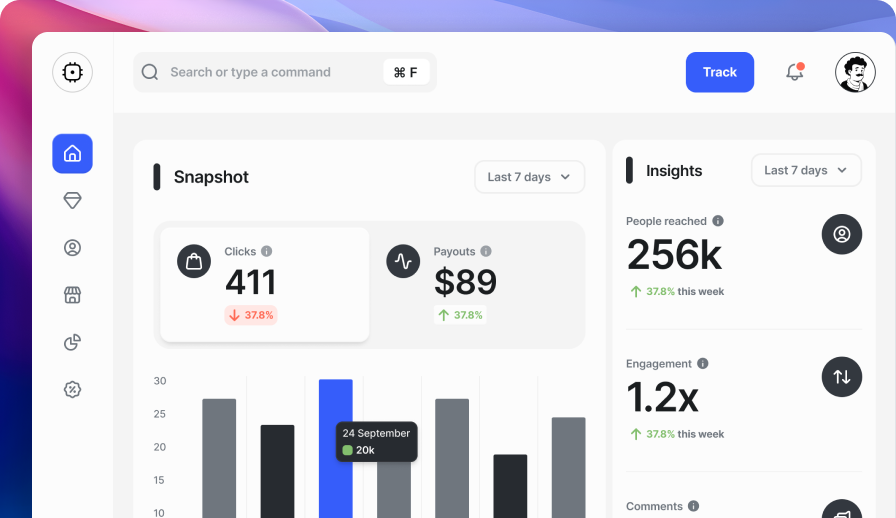 Search or type a command
⌘ F
Track
Snapshot
Last 7 days
Clicks
411
37.8%
Payouts
$89
37.8%
30
25
20
15
10
24 September
20k
Insights
Last 7 days
People reached
256k
37.8% this week
Engagement
1.2x
37.8% this week
Comments